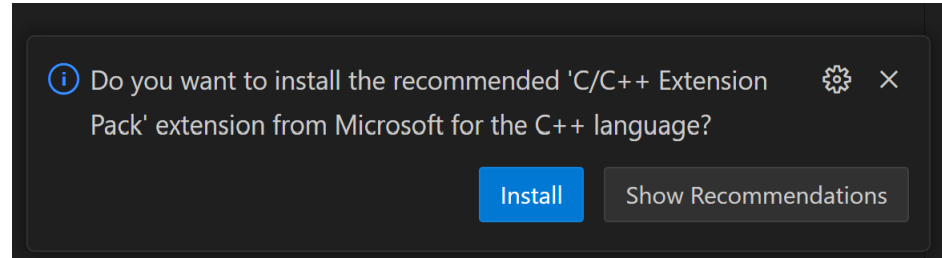 Do you want to install the recommended 'C/C++ Extension
Pack' extension from Microsoft for the C++ language?
Install
Show Recommendations